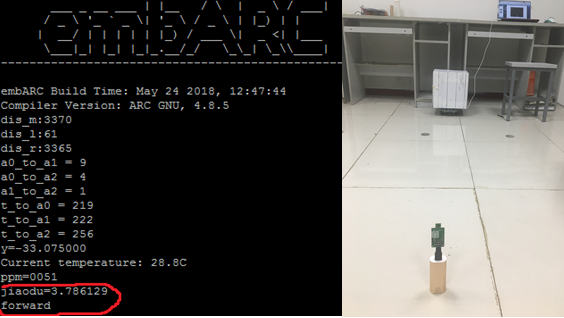 embARC
embARC Build Time: May 24 2018, 12:47:44
Compiler Version: ARC GNU, 4.8.5
dis_m:3370
dis_l:61
dis_r:3365
a0_to_a1 = 9
a0_to_a2 = 4
a1_to_a2 = 1
t_to_a0 = 219
t_to_a1 = 222
t_to_a2 = 256
y=-33.075000
Current temperature: 28.8C
ppm=0051
jiaodu=3.786129
forward